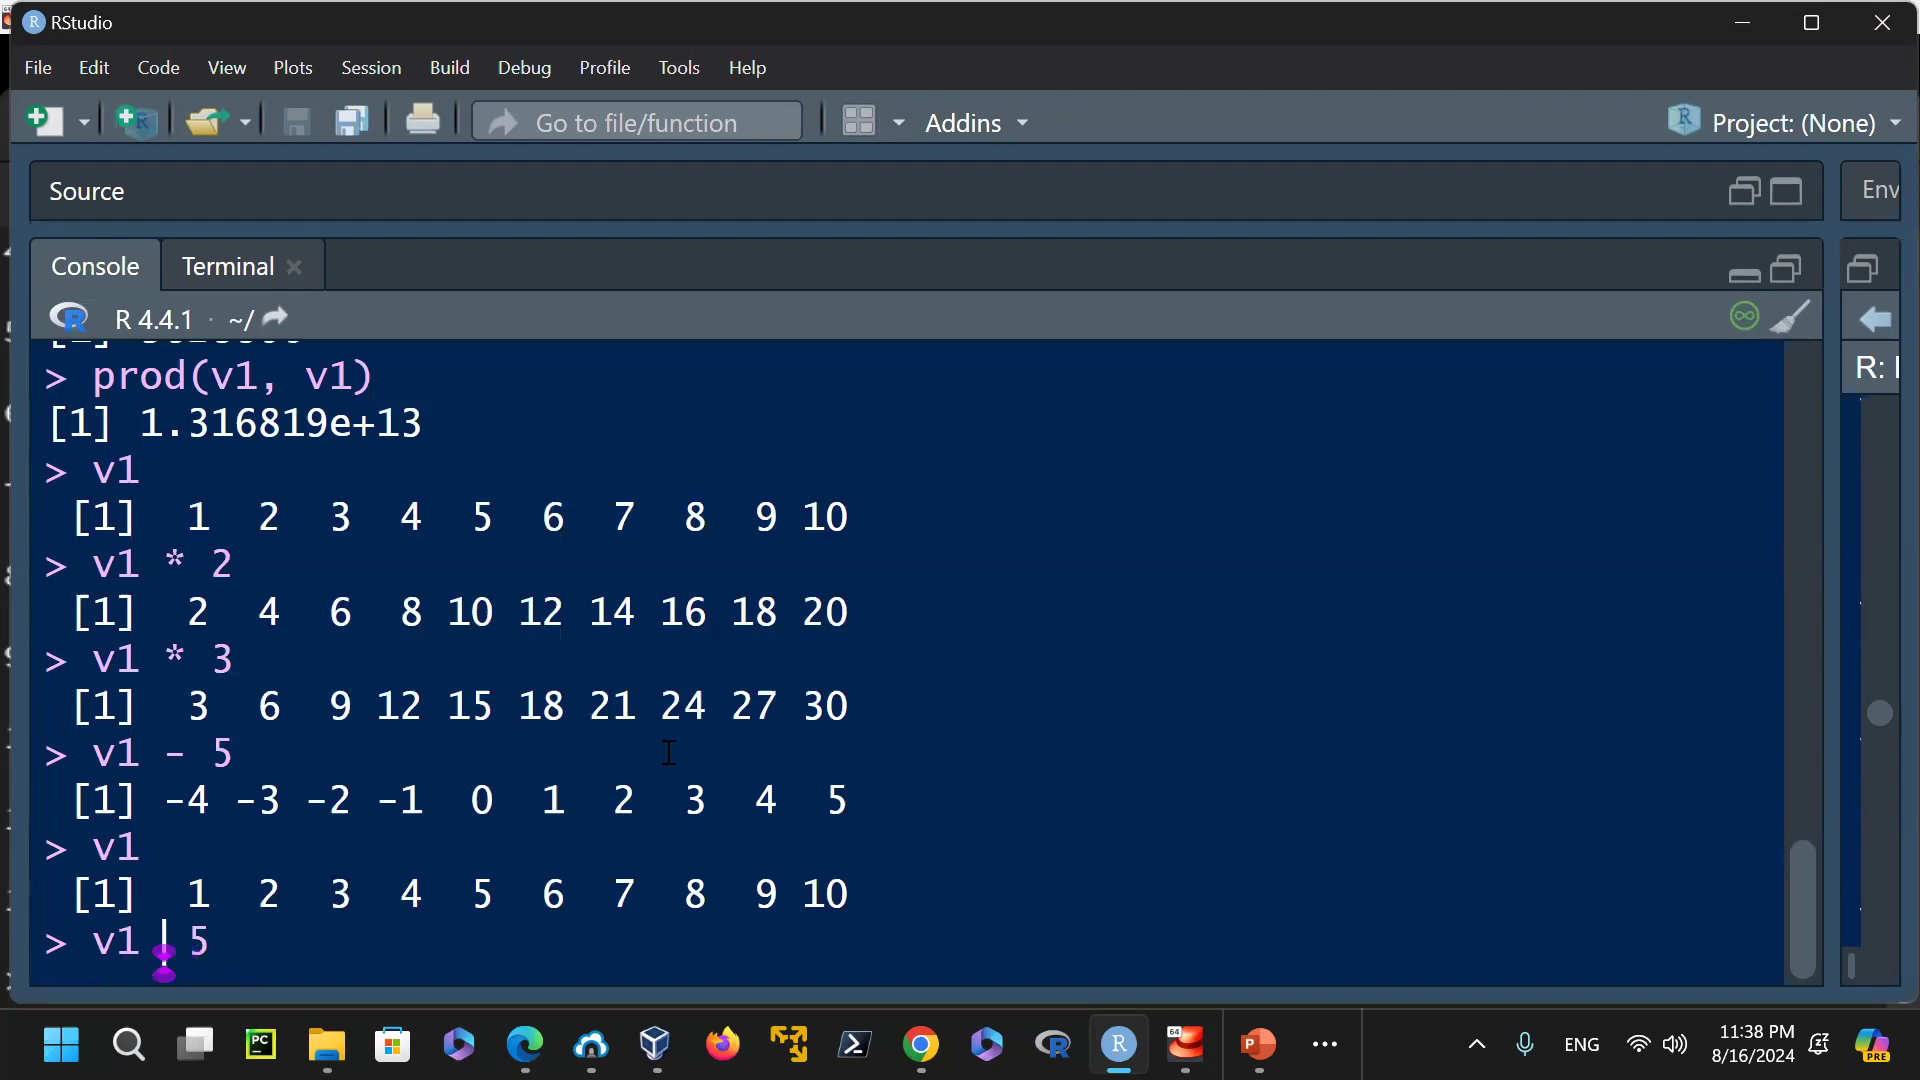 RStudio
File Edit Code View Plots Session Build Debug Profile Tools Help
Go to file/function Addins Project: (None)
Source Env
Console Terminal
R 4.4.1 · ~/
R:
> prod(v1, v1)
[1] 1.316819e+13
> v1
[1] 1 2 3 4 5 6 7 8 9 10
> v1 * 2
[1] 2 4 6 8 10 12 14 16 18 20
> v1 * 3
[1] 3 6 9 12 15 18 21 24 27 30
> v1 - 5
[1] -4 -3 -2 -1 0 1 2 3 4 5
> v1
[1] 1 2 3 4 5 6 7 8 9 10
> v1 5
ENG 11:38 PM
8/16/2024